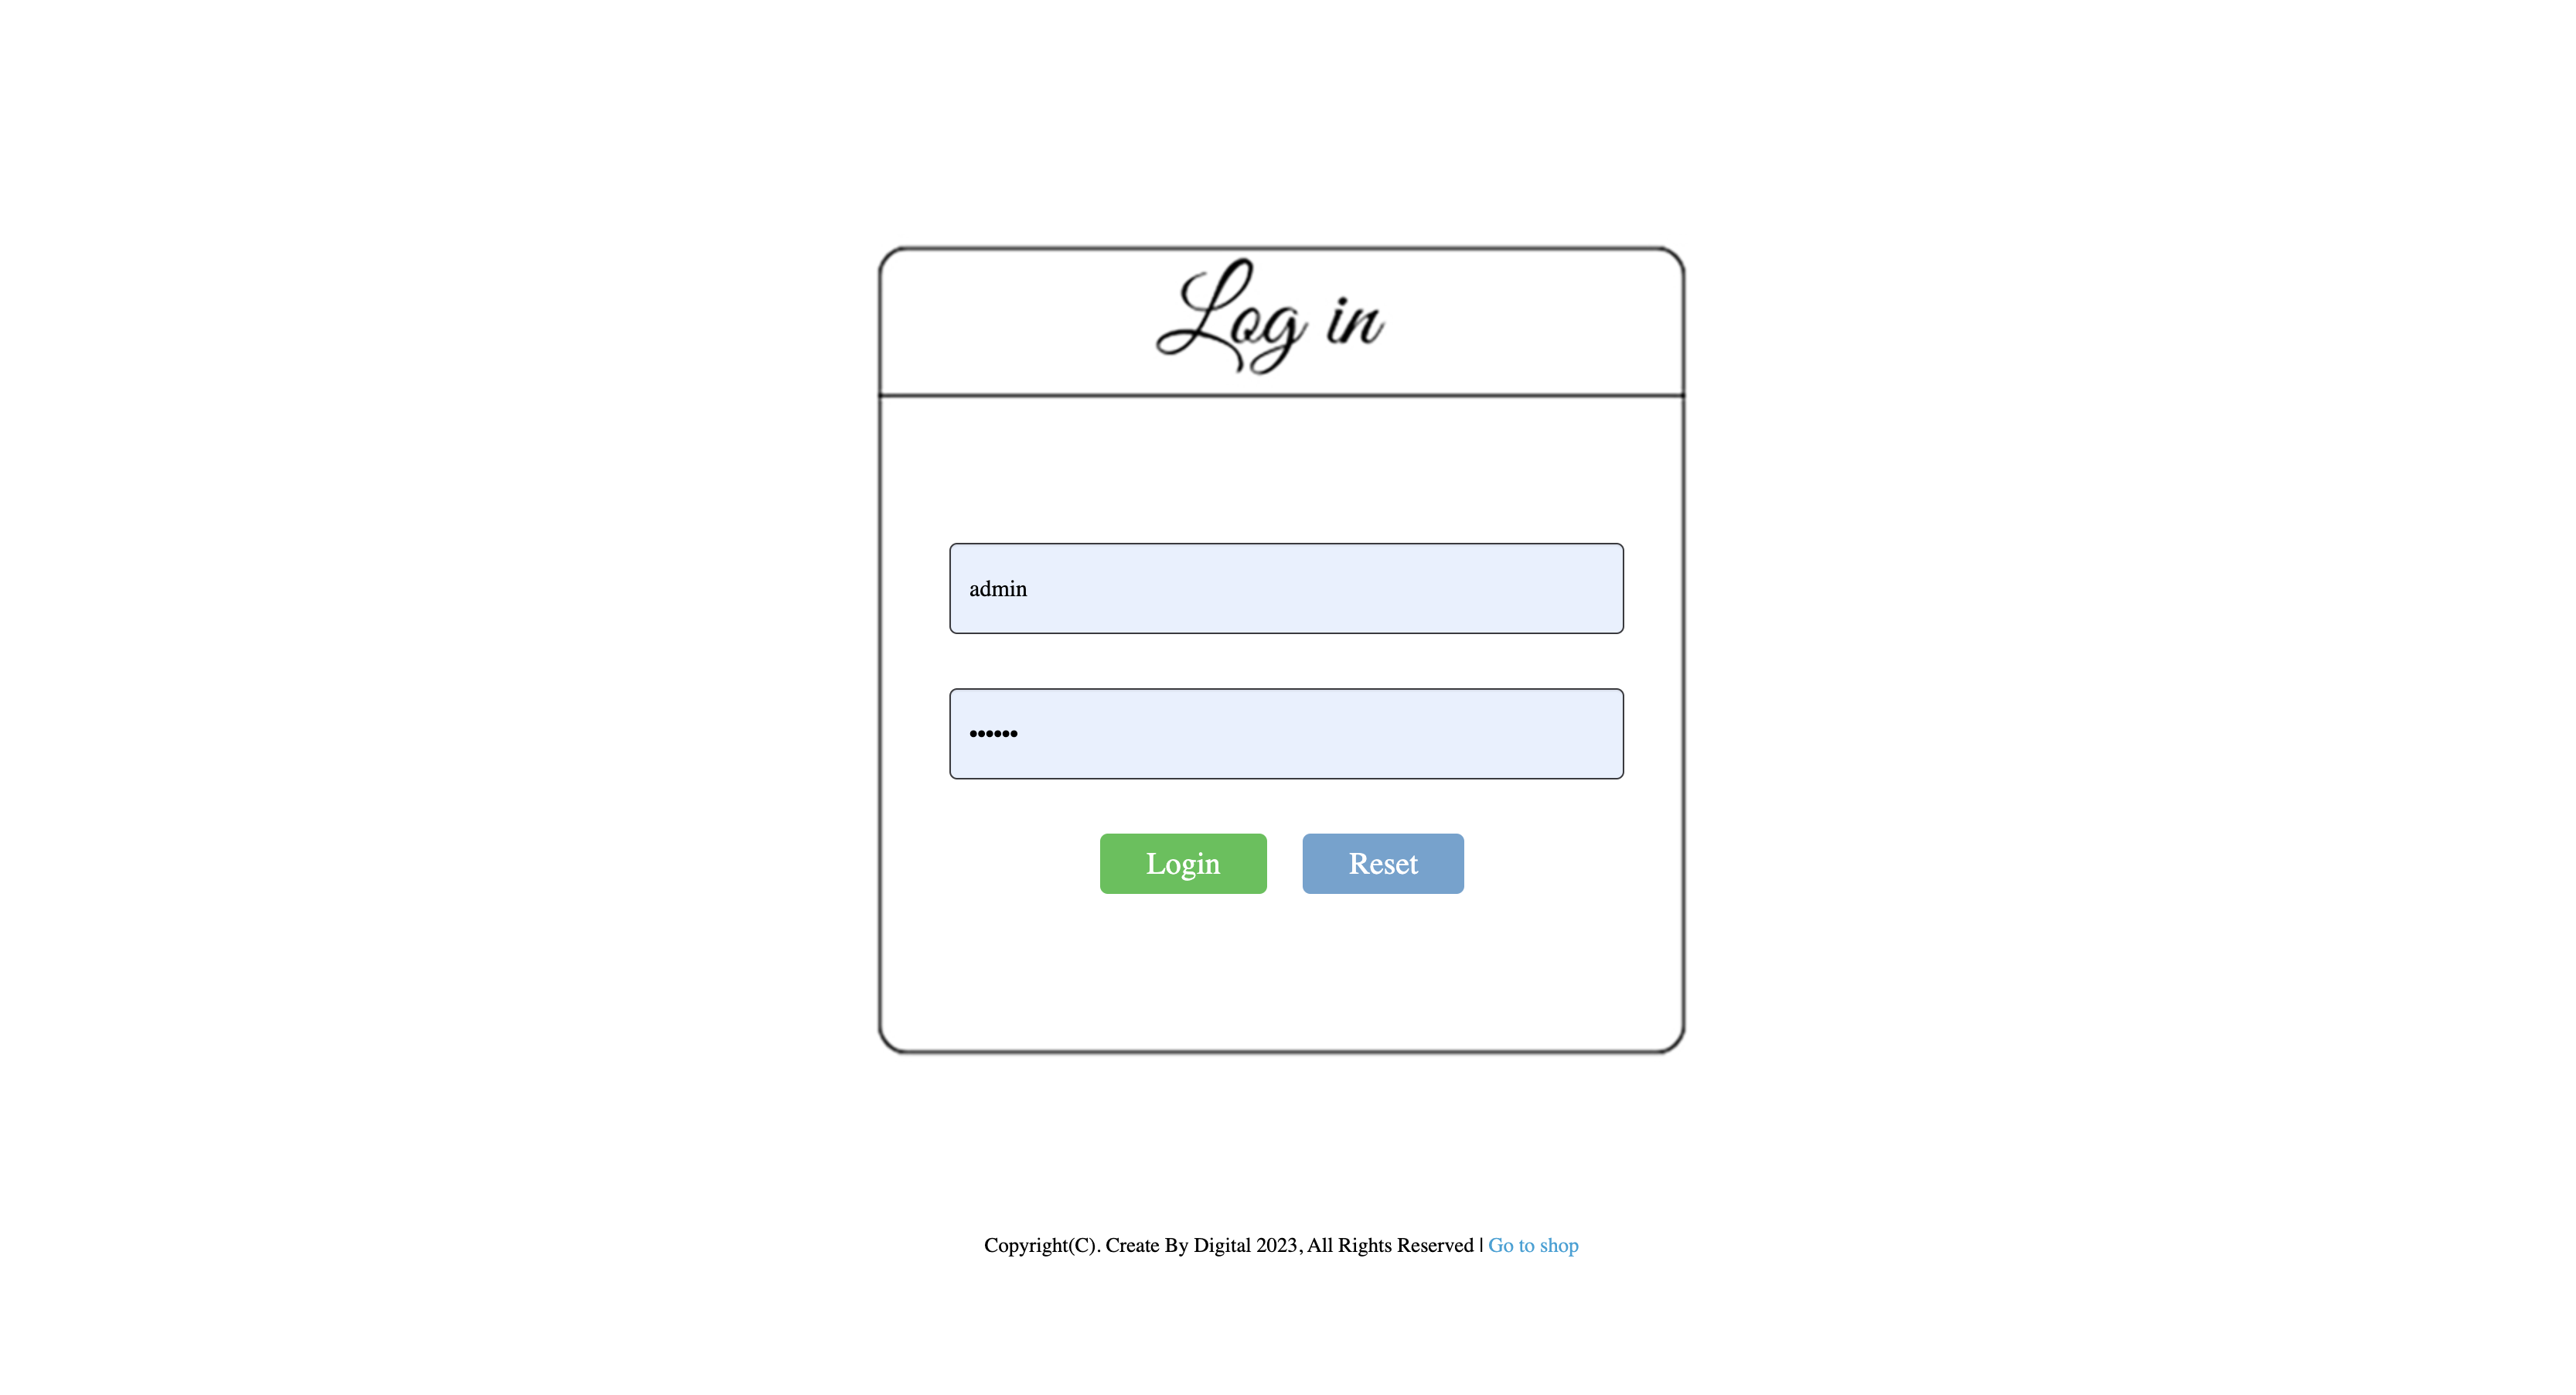 Log in
admin
••••••
Login Reset
Copyright(C). Create By Digital 2023, All Rights Reserved | Go to shop